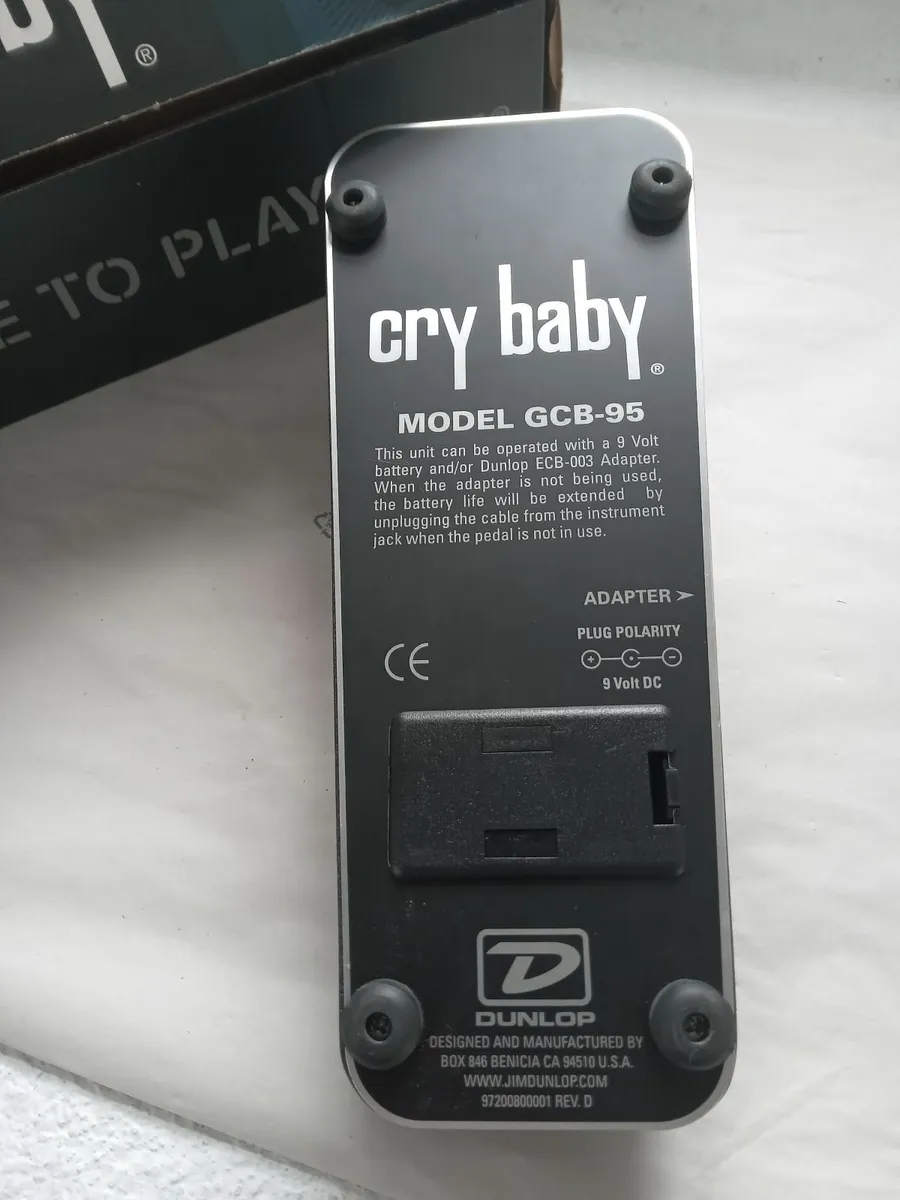 by®
E TO PLAY
cry baby®
MODEL GCB-95
This unit can be operated with a 9 Volt
battery and/or Dunlop ECB-003 Adapter.
When the adapter is not being used,
the battery life will be extended by
unplugging the cable from the instrument
jack when the pedal is not in use.
ADAPTER
PLUG POLARITY
+ -
CE
9 Volt DC
D
DUNLOP
DESIGNED AND MANUFACTURED BY
BOX 846 BENICIA CA 94510 U.S.A.
WWW.JIMDUNLOP.COM
97200800001 REV. D